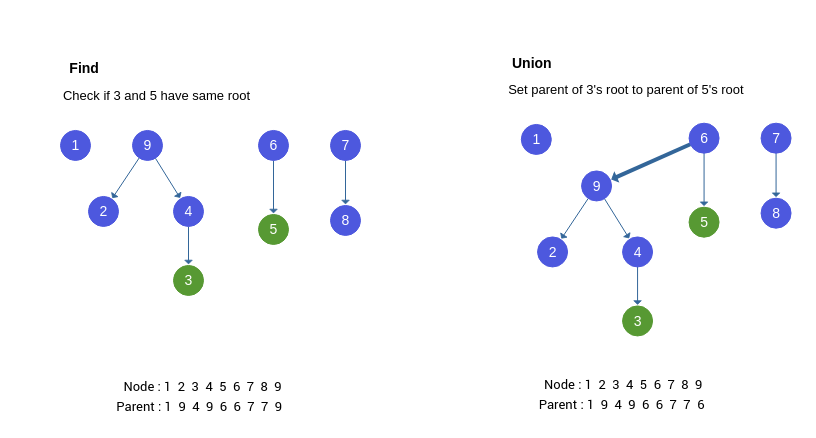 Find
Check if 3 and 5 have same root
1
9
6
7
2
4
5
8
3
Node : 1 2 3 4 5 6 7 8 9
Parent : 1 9 4 9 6 6 7 7 9
Union
Set parent of 3's root to parent of 5's root
1
6
7
9
5
8
2
4
3
Node : 1 2 3 4 5 6 7 8 9
Parent : 1 9 4 9 6 6 7 7 6